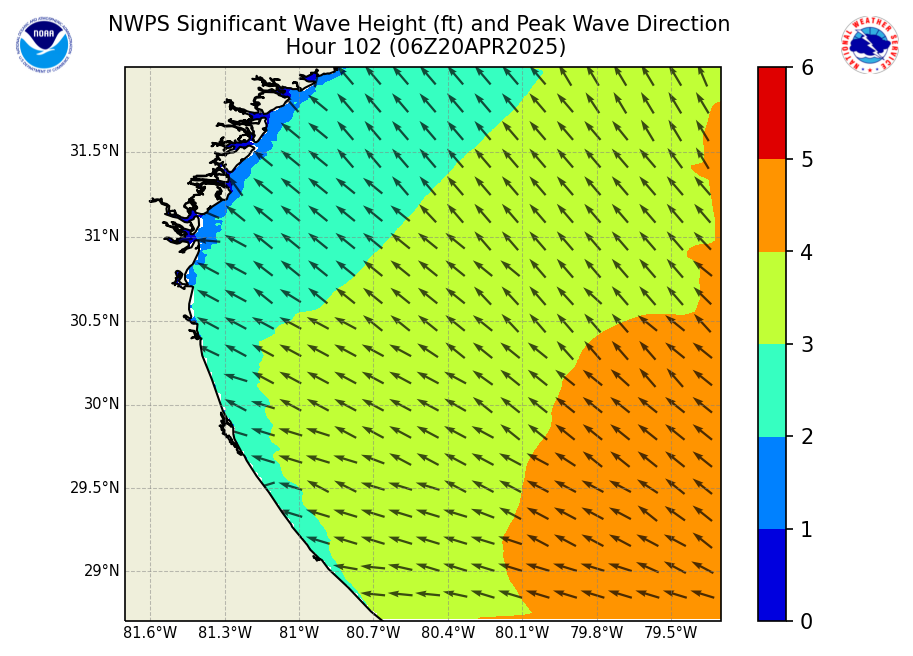 NWPS Significant Wave Height (ft) and Peak Wave Direction
Hour 102 (06Z20APR2025)
NOAA
NATIONAL WEATHER SERVICE
31.5°N
31°N
30.5°N
30°N
29.5°N
29°N
81.6°W 81.3°W 81°W 80.7°W 80.4°W 80.1°W 79.8°W 79.5°W
6
5
4
3
2
1
0